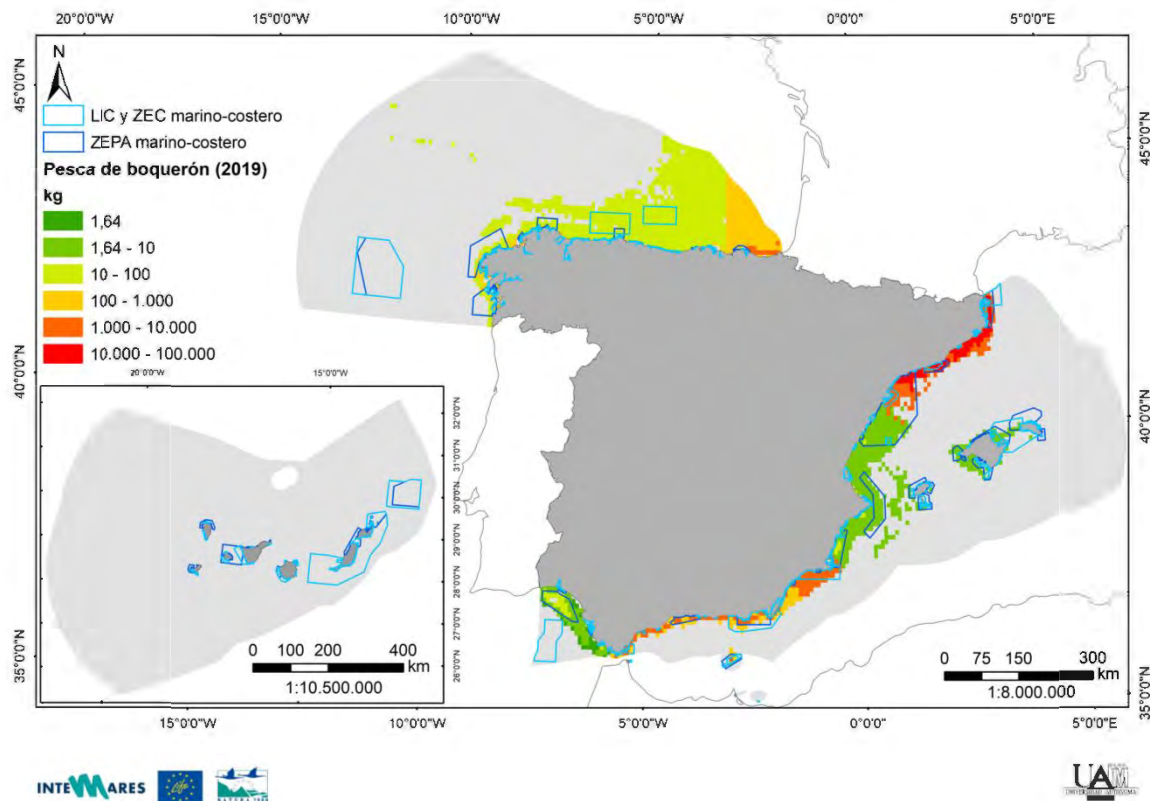 20°0'0"W 15°0'0"W 10°0'0"W 5°0'0"W 0°0'0" 5°0'0"E
N
LIC y ZEC marino-costero
ZEPA marino-costero
Pesca de boquerón (2019)
kg
1,64
1,64 - 10
10 - 100
100 - 1.000
1.000 - 10.000
10.000 - 100.000
45°0'0"N
40°0'0"N
35°0'0"N
45°0'0"N
40°0'0"N
35°0'0"N
20°0'0"W 15°0'0"W
32°0'0"N
31°0'0"N
30°0'0"N
29°0'0"N
28°0'0"N
27°0'0"N
26°0'0"N
0 100 200 400
km
1:10.500.000
0 75 150 300
km
1:8.000.000
15°0'0"W 10°0'0"W 5°0'0"W 0°0'0" 5°0'0"E
INTEMARES
Life
NATURA 2000
UAM
UNIVERSIDAD AUTONOMA